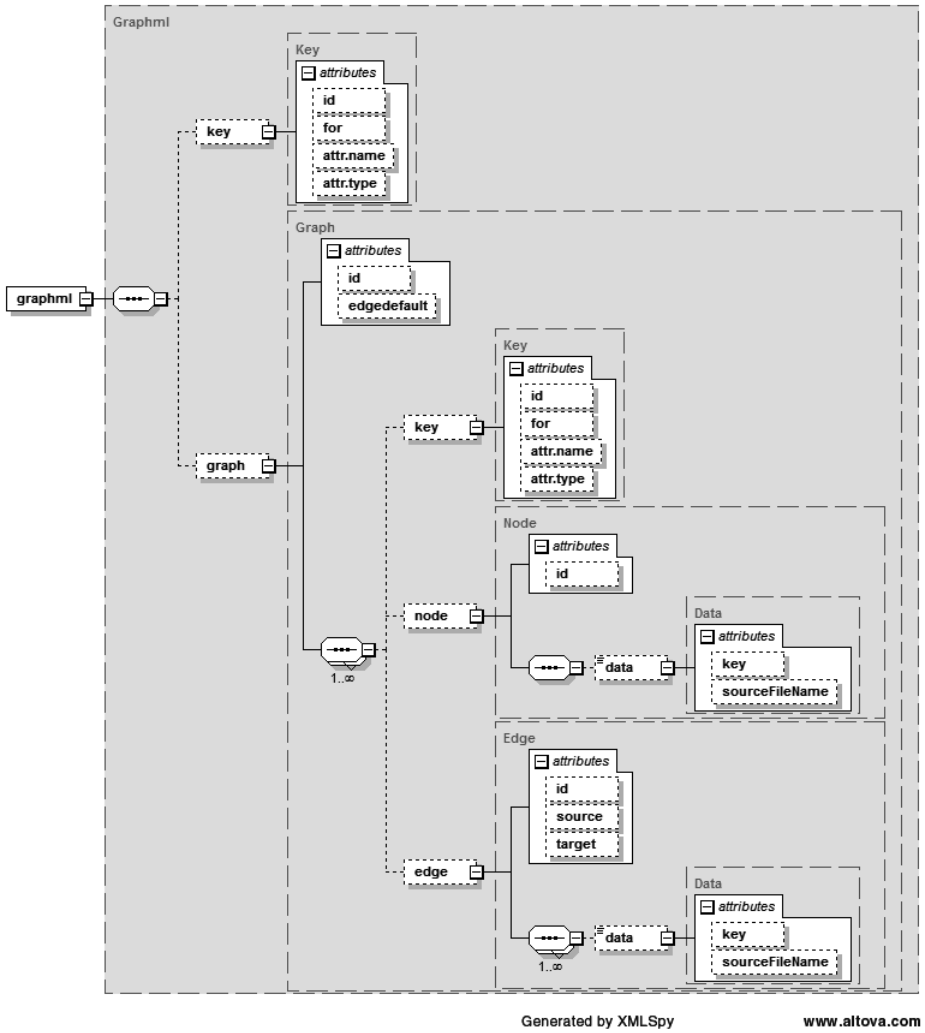 Graphml
Key
attributes
id
for
attr.name
attr.type
key
Graph
attributes
id
edgedefault
graphml
Key
attributes
id
for
attr.name
attr.type
key
graph
Node
attributes
id
node
Data
attributes
key
sourceFileName
data
1..∞
Edge
attributes
id
source
target
edge
Data
attributes
key
sourceFileName
data
1..∞
Generated by XMLSpy www.altova.com